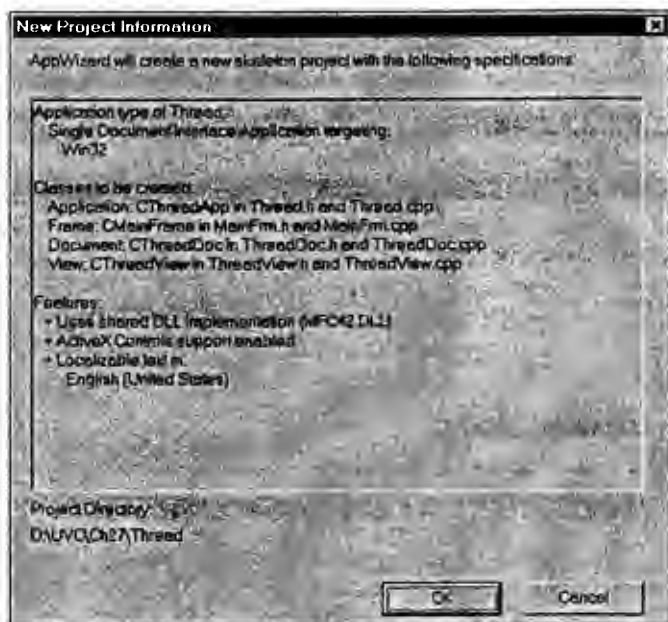 New Project Information
AppWizard will create a new skeleton project with the following specifications:
Application type of Thread:
Single Document Interface Application targeting:
Win32
Classes to be created:
Application: CThreadApp in Thread.h and Thread.cpp
Frame: CMainFrame in MainFrm.h and MainFrm.cpp
Document: CThreadDoc in ThreadDoc.h and ThreadDoc.cpp
View: CThreadView in ThreadView.h and ThreadView.cpp
Features:
+ Uses shared DLL implementation (MFC42.DLL)
+ ActiveX Controls support enabled
+ Localizable text in:
English [United States]
Project Directory:
D:\UVC\Ch27\Thread
OK
Cancel